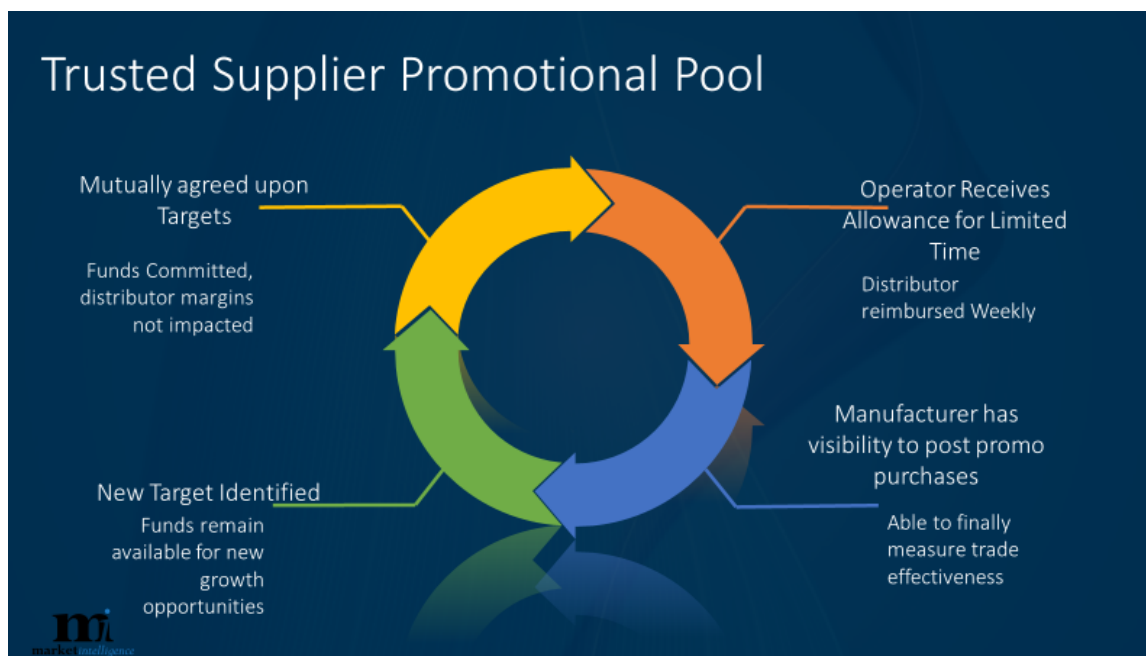 Trusted Supplier Promotional Pool
Mutually agreed upon
Targets
Funds Committed,
distributor margins
not impacted
Operator Receives
Allowance for Limited
Time
Distributor
reimbursed Weekly
Manufacturer has
visibility to post promo
purchases
Able to finally
measure trade
effectiveness
New Target Identified
Funds remain
available for new
growth
opportunities
mi
marketintelligence